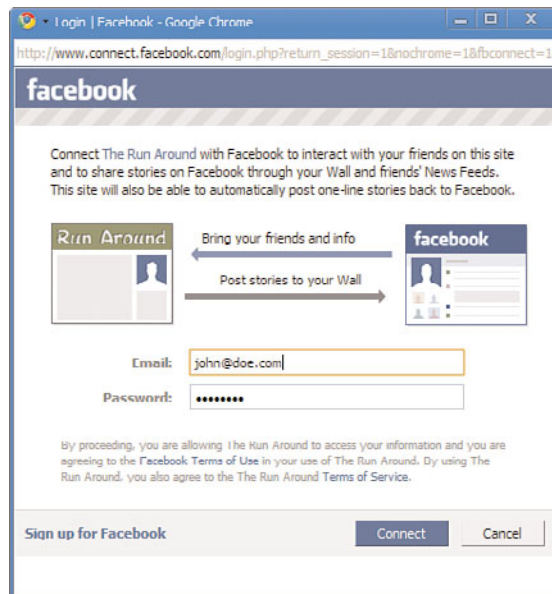 Login | Facebook - Google Chrome
http://www.connect.facebook.com/login.php?return_session=1&nochrome=1&fbconnect=1
facebook
Connect The Run Around with Facebook to interact with your friends on this site
and to share stories on Facebook through your Wall and friends' News Feeds.
This site will also be able to automatically post one-line stories back to Facebook.
Run Around
Bring your friends and info
facebook
Post stories to your Wall
Email: john@doe.com
Password: ••••••••
By proceeding, you are allowing The Run Around to access your information and you are
agreeing to the Facebook Terms of Use in your use of The Run Around. By using The
Run Around, you also agree to the The Run Around Terms of Service.
Sign up for Facebook
Connect
Cancel